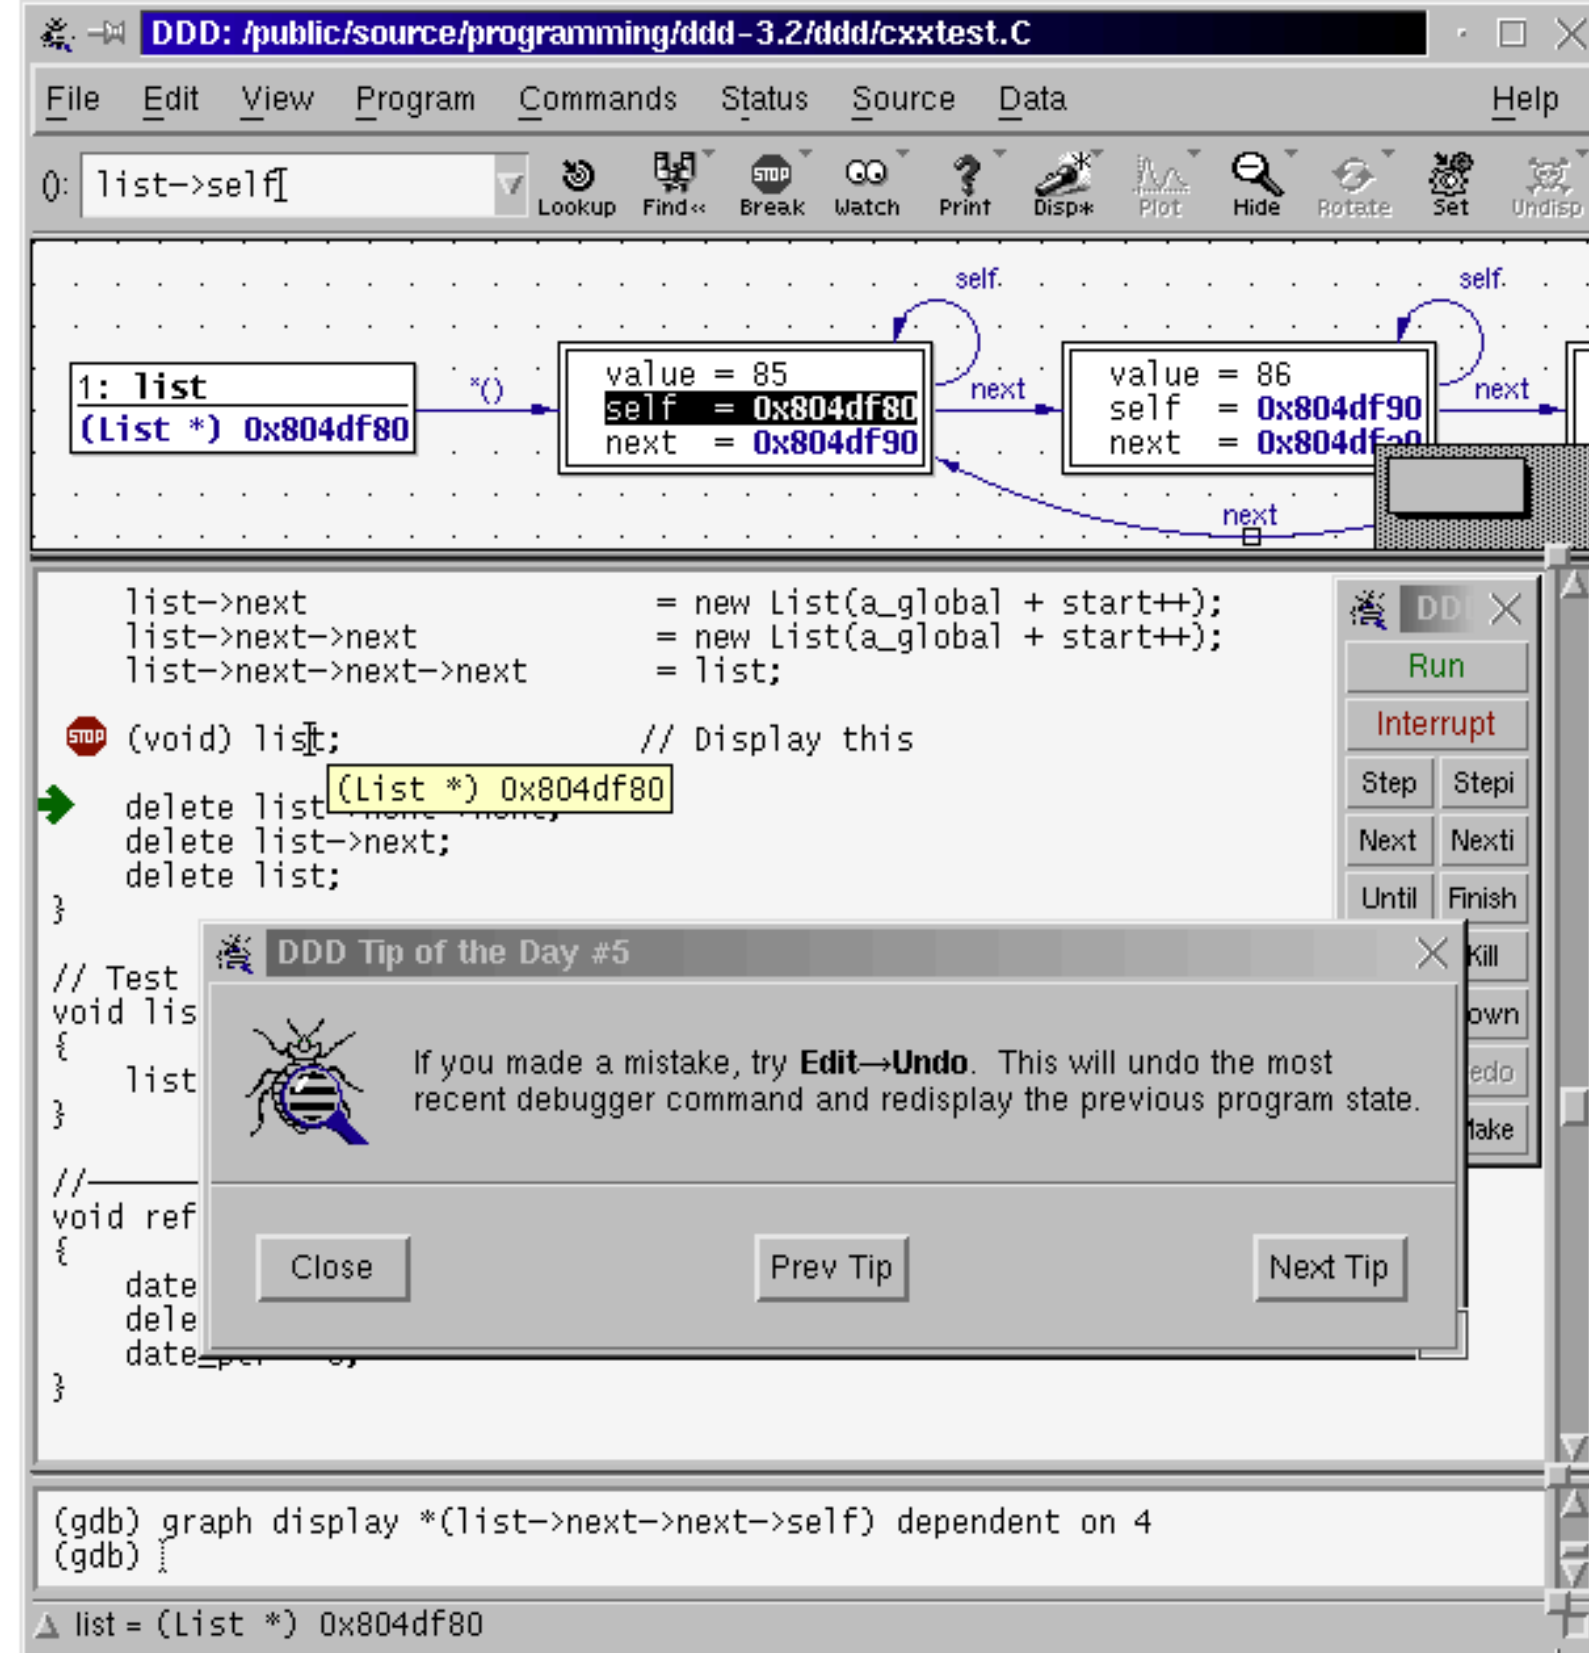 DDD: /public/source/programming/ddd-3.2/ddd/cxxtest.C
File Edit View Program Commands Status Source Data Help
(): list->self
Lookup Find« Break Watch Print Disp* Plot Hide Rotate Set Undisp
STOP
self self
1: list
(List *) 0x804df80
*()
value = 85
self = 0x804df80
next = 0x804df90
next
value = 86
self = 0x804df90
next = 0x804dfa0
next
next
list->next = new List(a_global + start++);
list->next->next = new List(a_global + start++);
list->next->next->next = list;
STOP (void) list; // Display this
(List *) 0x804df80
delete list
delete list->next;
delete list;
}
// Test
void lis
{
list
}
//
void ref
{
date
dele
date_
}
DDD
Run
Interrupt
Step Stepi
Next Nexti
Until Finish
Kill
own
edo
Make
DDD Tip of the Day #5
If you made a mistake, try Edit→Undo. This will undo the most
recent debugger command and redisplay the previous program state.
Close Prev Tip Next Tip
(gdb) graph display *(list->next->next->self) dependent on 4
(gdb)
list = (List *) 0x804df80